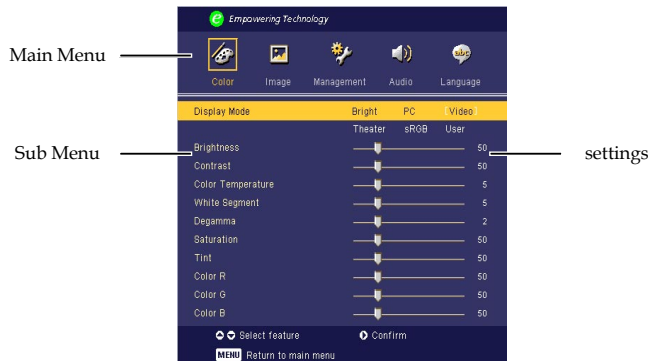 e Empowering Technology
Main Menu
Color Image Management Audio Language
abc
Display Mode Bright PC [Video]
Theater sRGB User
Sub Menu
settings
Brightness 50
Contrast 50
Color Temperature 5
White Segment 5
Degamma 2
Saturation 50
Tint 50
Color R 50
Color G 50
Color B 50
Select feature Confirm
MENU Return to main menu